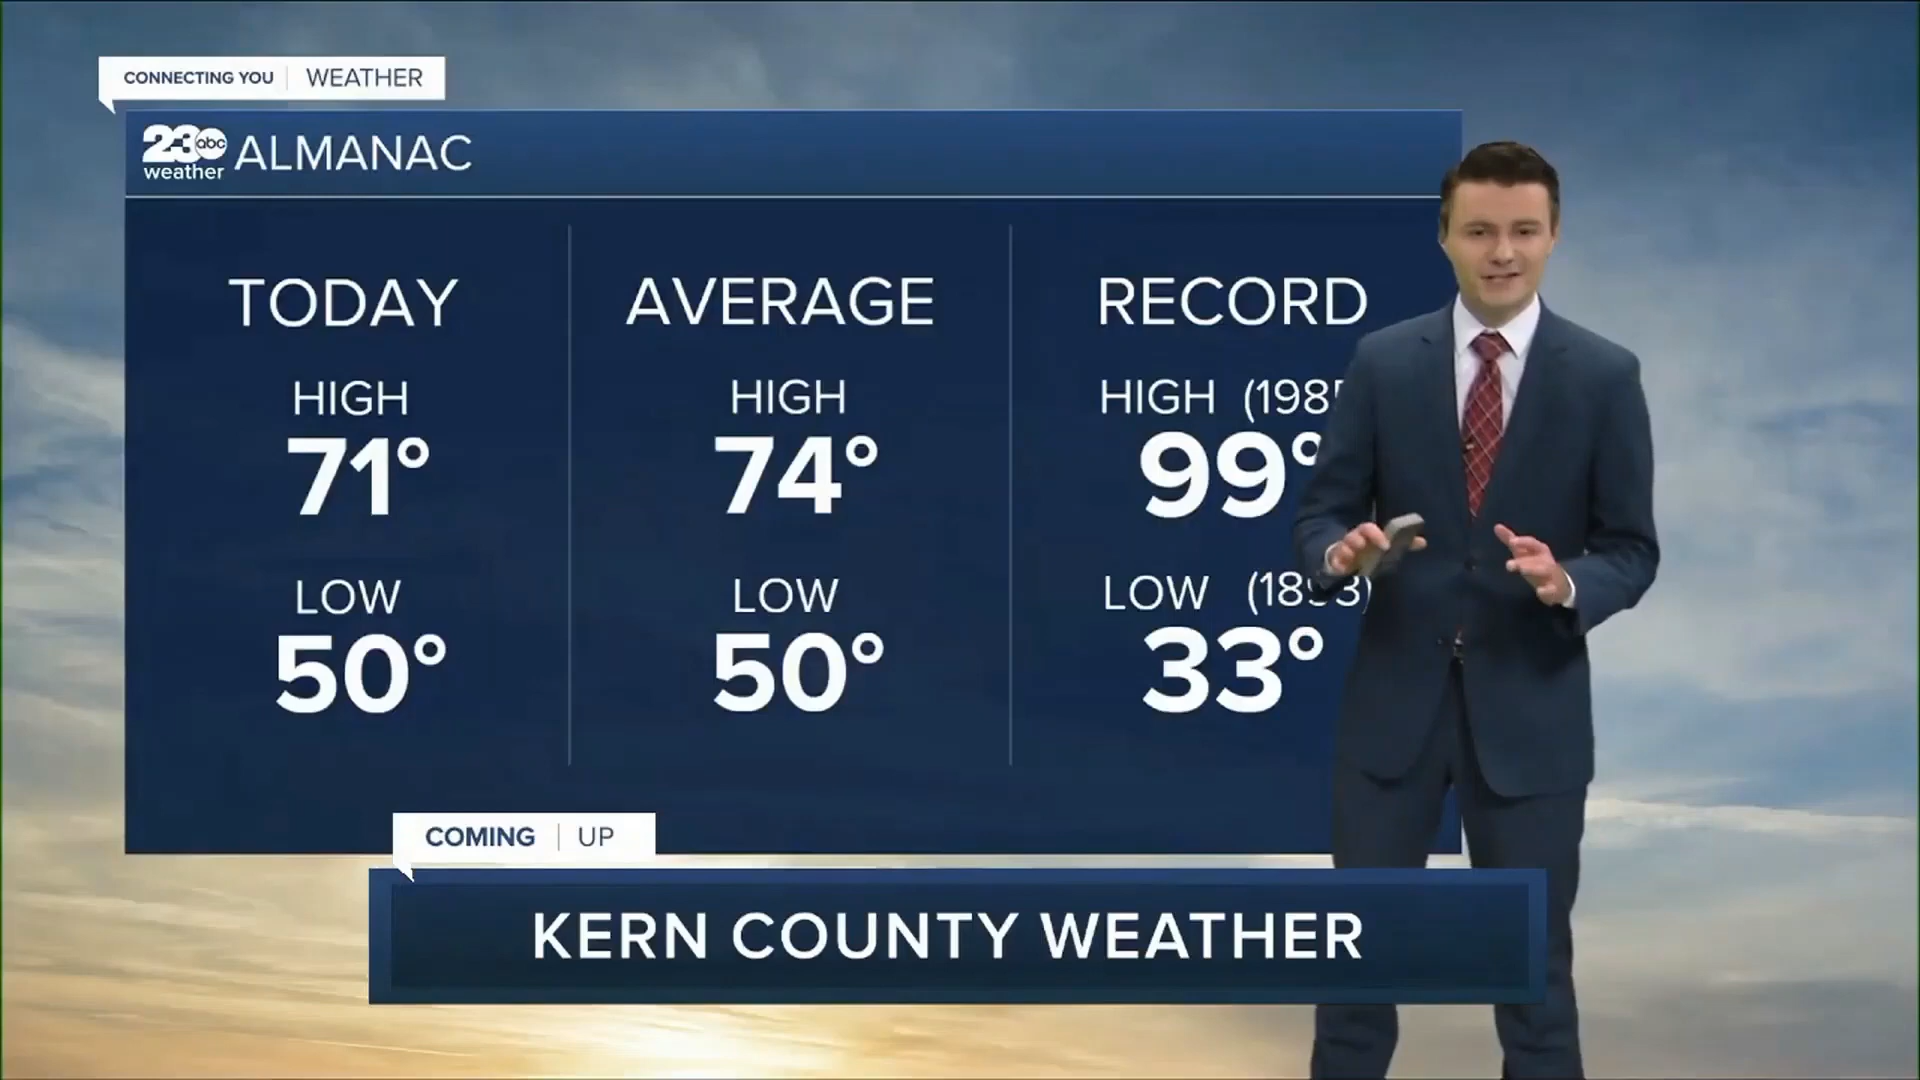 CONNECTING YOU | WEATHER
23 abc
weather
ALMANAC
TODAY
HIGH
71°
LOW
50°
AVERAGE
HIGH
74°
LOW
50°
RECORD
HIGH
99°
LOW
33°
COMING | UP
KERN COUNTY WEATHER